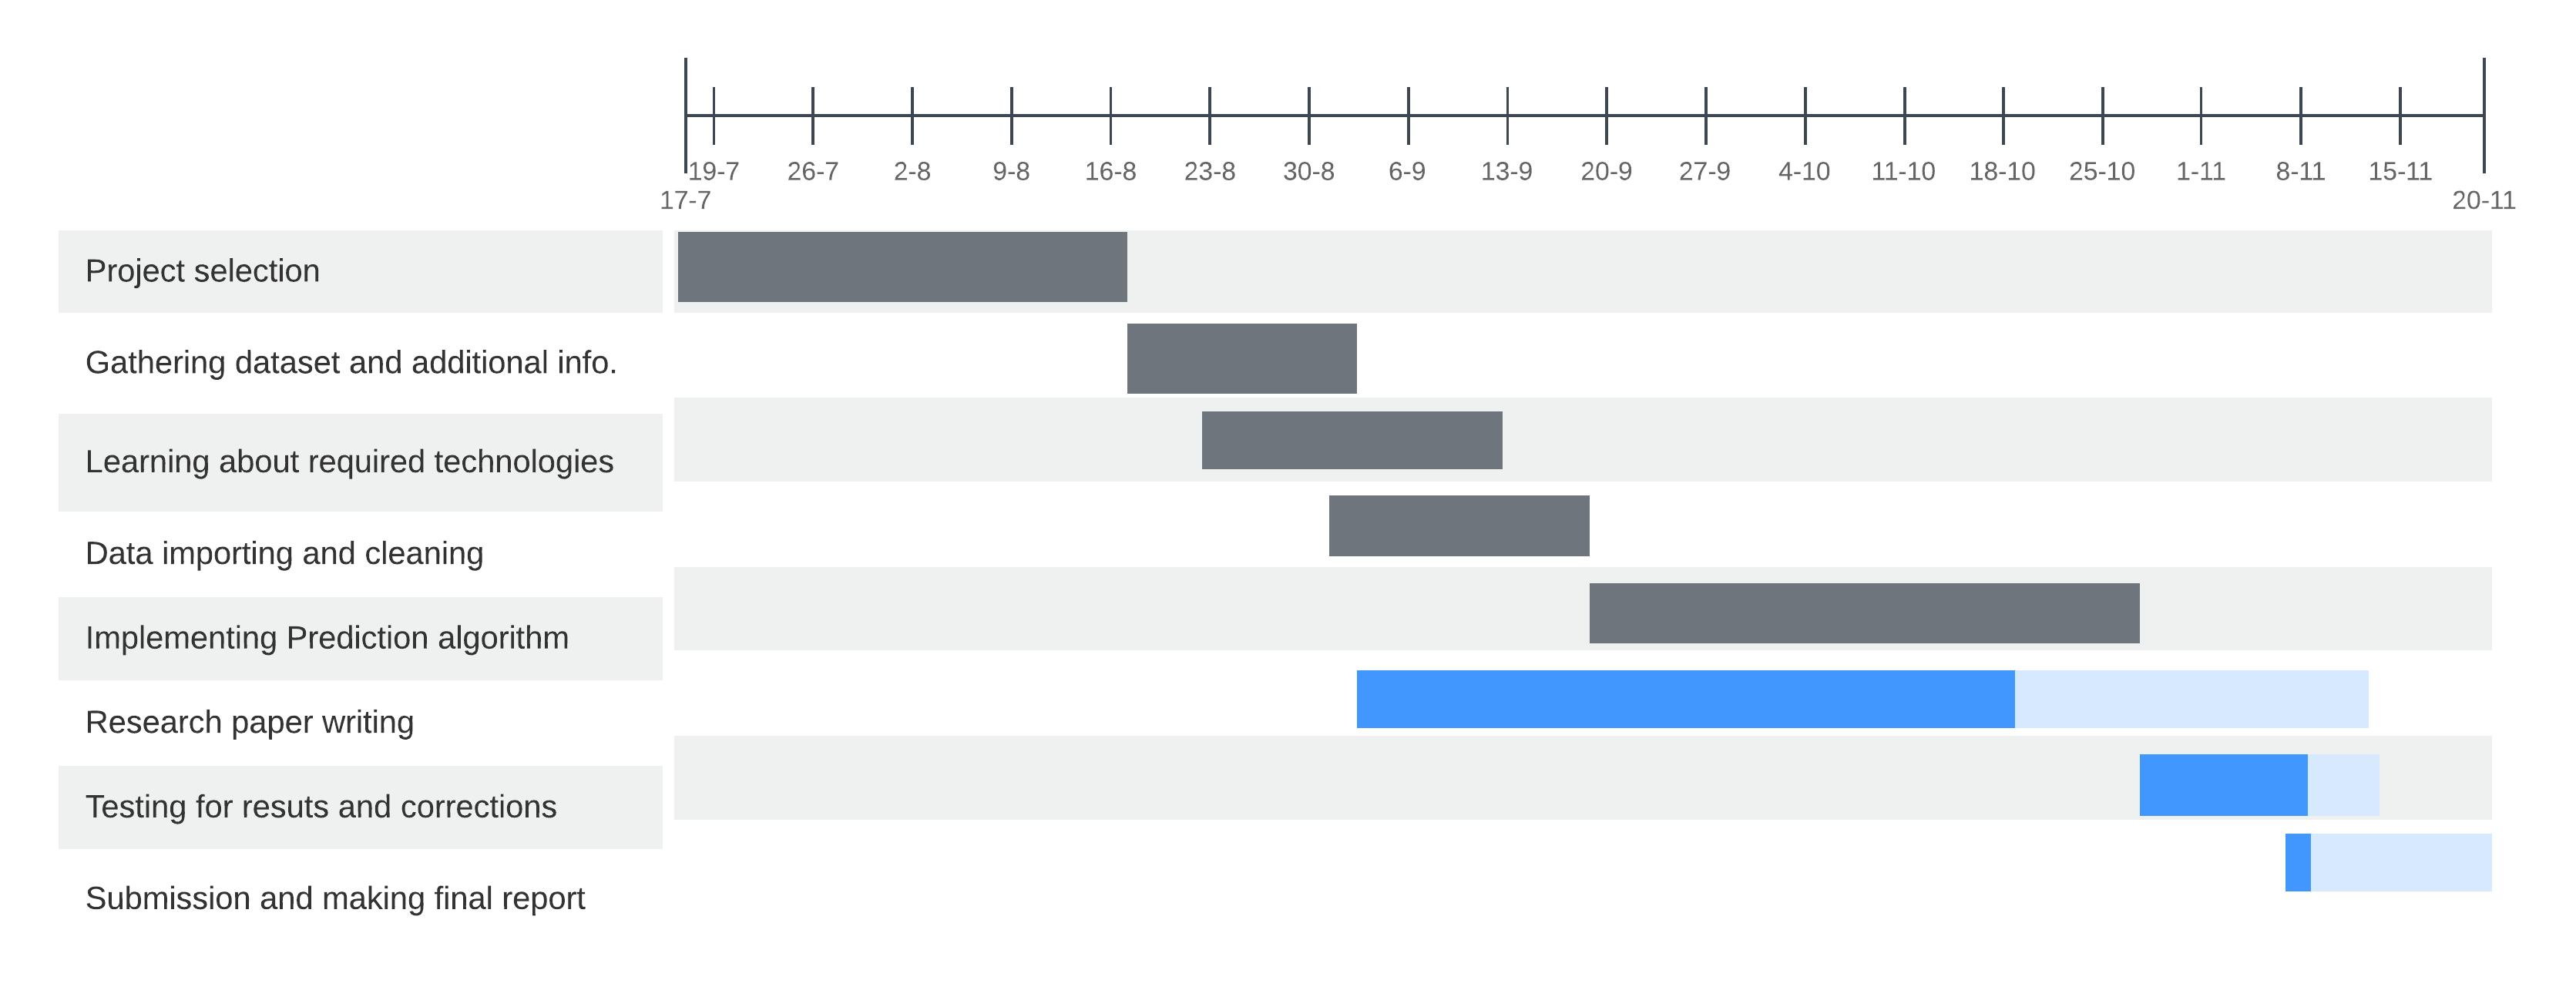 19-7 26-7 2-8 9-8 16-8 23-8 30-8 6-9 13-9 20-9 27-9 4-10 11-10 18-10 25-10 1-11 8-11 15-11
17-7 20-11
Project selection
Gathering dataset and additional info.
Learning about required technologies
Data importing and cleaning
Implementing Prediction algorithm
Research paper writing
Testing for resuts and corrections
Submission and making final report